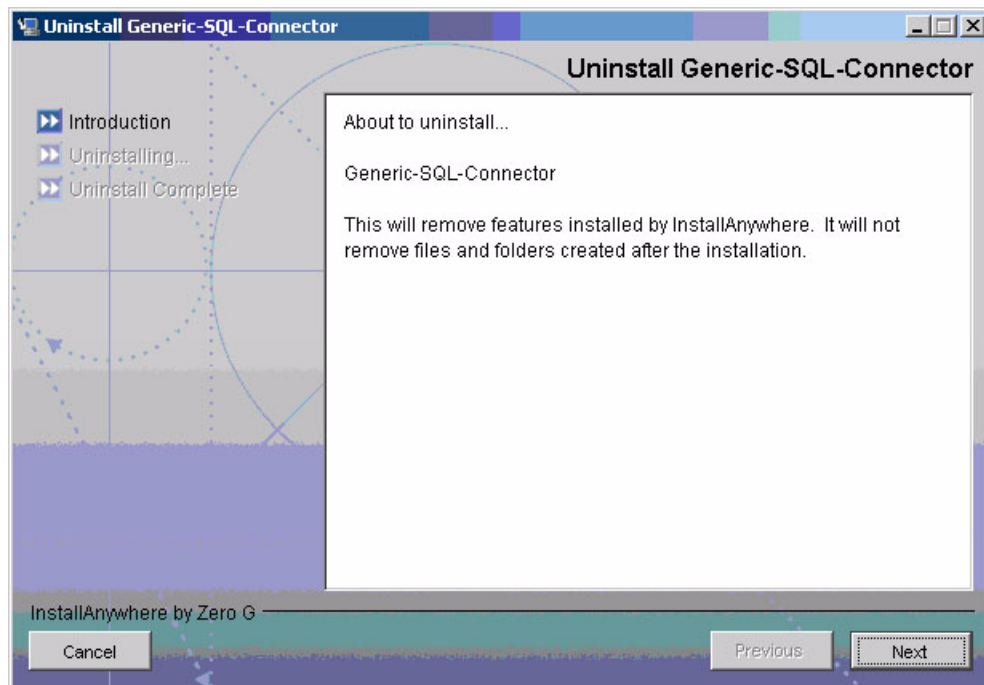 Uninstall Generic-SQL-Connector
Uninstall Generic-SQL-Connector
Introduction
Uninstalling...
Uninstall Complete
About to uninstall...
Generic-SQL-Connector
This will remove features installed by InstallAnywhere. It will not
remove files and folders created after the installation.
InstallAnywhere by Zero G
Cancel
Previous
Next